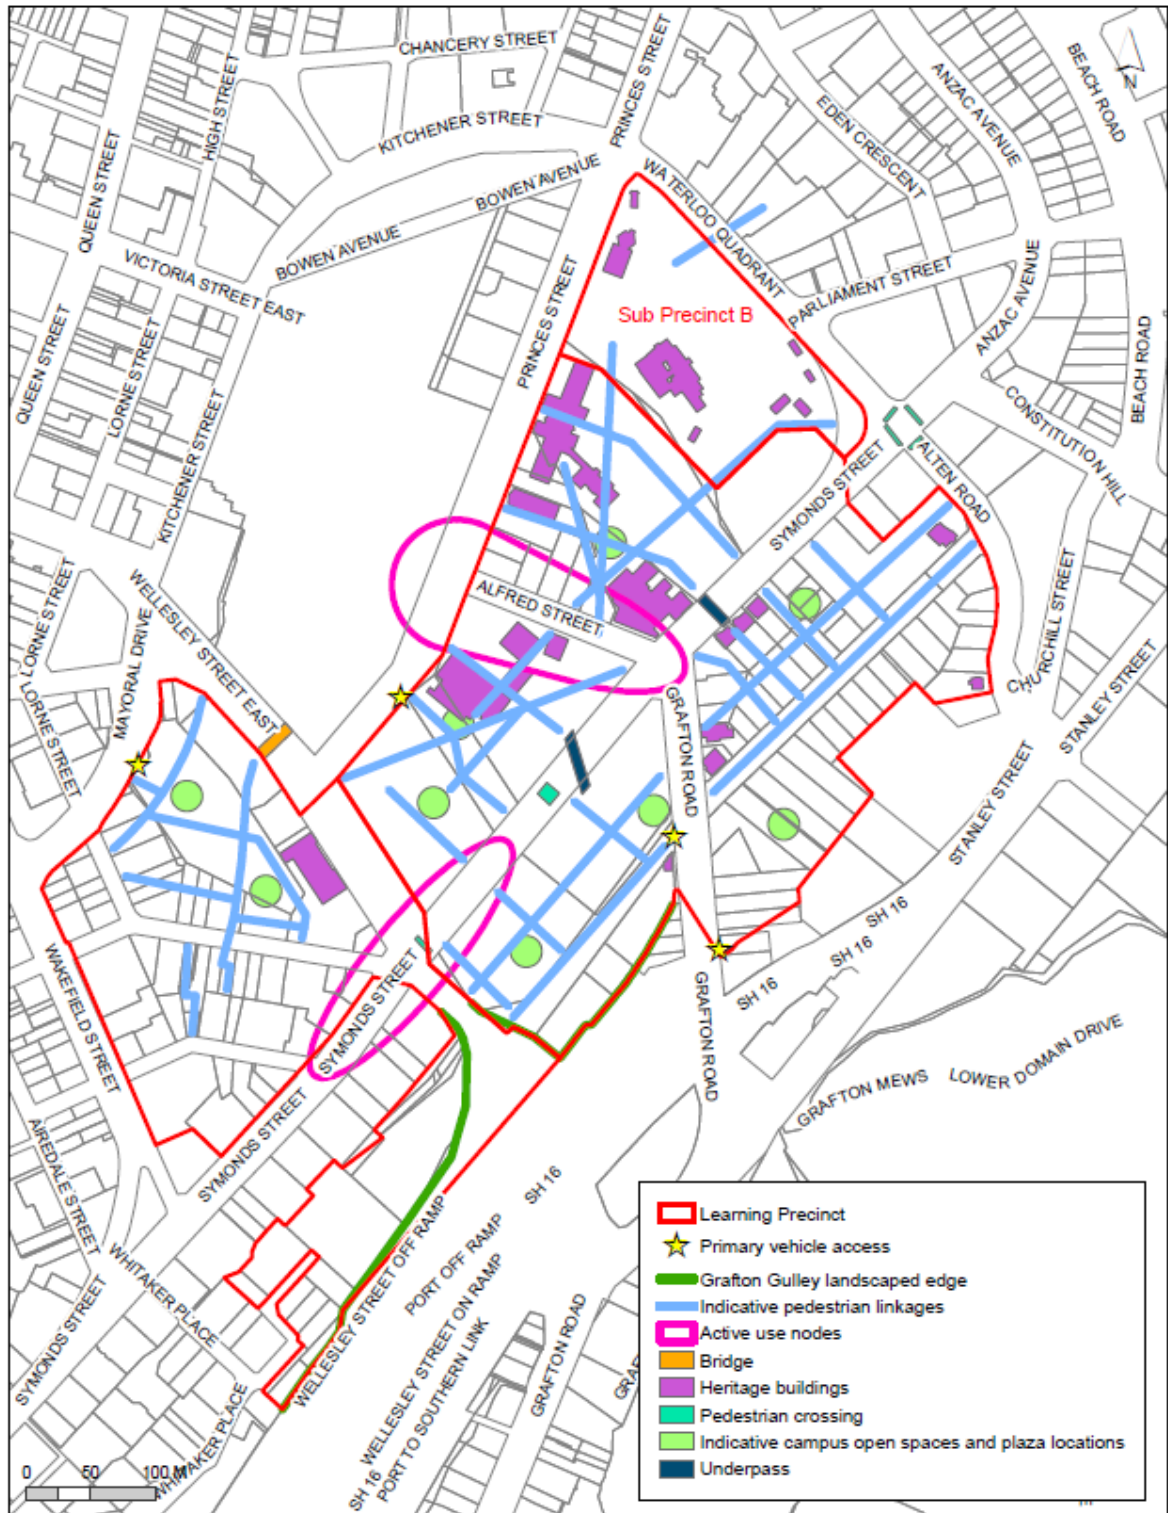 CHANCERY STREET
PRINCES STREET
BEACH ROAD
ANZAC AVENUE
N
HIGH STREET
KITCHENER STREET
EDEN CRESCENT
QUEEN STREET
BOWEN AVENUE
WATERLOO QUADRANT
BOWEN AVENUE
VICTORIA STREET EAST
PARLIAMENT STREET
ANZAC AVENUE
Sub Precinct B
PRINCES STREET
QUEEN STREET
LORNE STREET
BEACH ROAD
CONSTITUTION HILL
KITCHENER STREET
ALTEN ROAD
SYMONDS STREET
WELLESLEY STREET EAST
ALFRED STREET
LORNE STREET
MAYORAL DRIVE
CHURCHILL STREET
STANLEY STREET
LORNE STREET
GRAFTON ROAD
STANLEY STREET
SH 16
SH 16
SH 16
WAKEFIELD STREET
SYMONDS STREET
GRAFTON ROAD
LOWER DOMAIN DRIVE
GRAFTON MEWS
SYMONDS STREET
AIREDALE STREET
SH 16
WELLESLEY STREET OFF RAMP
PORT OFF RAMP
WHITAKER PLACE
SYMONDS STREET
WELLESLEY STREET ON RAMP
PORT TO SOUTHERN LINK
SH 16
GRAFTON ROAD
WHITAKER PLACE
Learning Precinct
Primary vehicle access
Grafton Gulley landscaped edge
Indicative pedestrian linkages
Active use nodes
Bridge
Heritage buildings
Pedestrian crossing
Indicative campus open spaces and plaza locations
Underpass
0 50 100 M